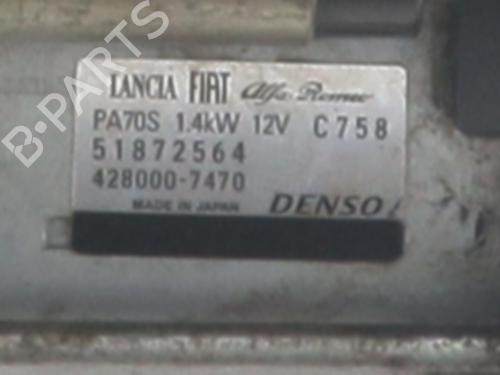 B-PARTS
LANCIA FIAT Alfa Romeo
PA70S 1.4kW 12V C758
51872564
428000-7470
MADE IN JAPAN DENSO